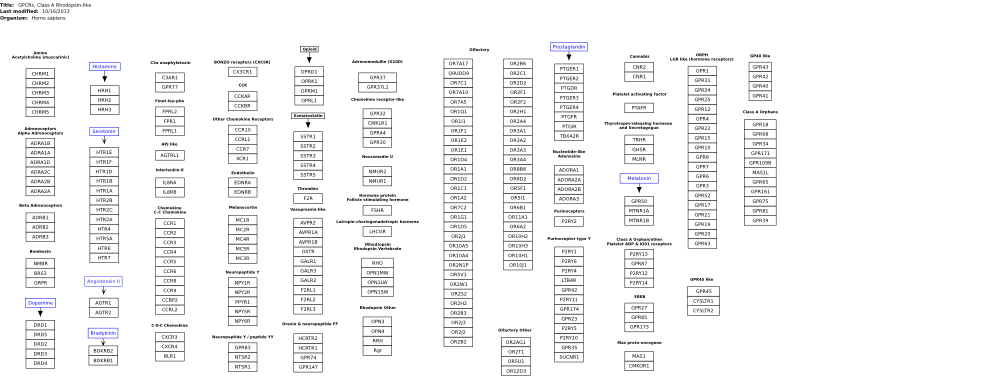 Title: GPCRs, Class A Rhodopsin-like
Last modified: 10/16/2013
Organism: Homo sapiens
Amine
Acetylcholine (muscarinic)
CHRM1
CHRM2
CHRM3
CHRM4
CHRM5
Adrenoceptors
Alpha Adrenoceptors
ADRA1B
ADRA1A
ADRA1D
ADRA2C
ADRA2B
ADRA2A
Beta Adrenoceptors
ADRB1
ADRB2
ADRB3
Bombesin
NMBR
BRS3
GRPR
Dopamine
DRD1
DRD5
DRD2
DRD3
DRD4
Histamine
HRH1
HRH2
HRH3
Serotonin
HTR1E
HTR1F
HTR1D
HTR1B
HTR1A
HTR2B
HTR2C
HTR2A
HTR4
HTR5A
HTR6
HTR7
Angiotensin II
AGTR1
AGTR2
Bradykinin
BDKRB2
BDKRB1
C5a anaphylatoxin
C3AR1
GPR77
Fmet-leu-phe
FPRL2
FPR1
FPRL1
APJ like
AGTRL1
Interleukin-8
IL8RA
IL8RB
Chemokine
C-C Chemokine
CCR1
CCR2
CCR3
CCR4
CCR5
CCR6
CCR8
CCR9
CCBP2
CCRL2
C-X-C Chemokine
CXCR3
CXCR4
BLR1
BONZO receptors (CXC6R)
CX3CR1
CCK
CCKAR
CCKBR
Other Chemokine Receptors
CCR10
CCRL1
CCR7
XCR1
Endothelin
EDNRA
EDNRB
Melanocortin
MC1R
MC2R
MC4R
MC5R
MC3R
Neuropeptide Y
NPY1R
NPY2R
PPYR1
NPY5R
NPY6R
Neuropeptide Y / peptide YY
GPR83
NTSR2
NTSR1
Opioid
OPRD1
OPRK1
OPRM1
OPRL1
Somatostatin
SSTR1
SSTR2
SSTR3
SSTR4
SSTR5
Thrombin
F2R
Vasopressin-like
AVPR2
AVPR1A
AVPR1B
OXTR
GALR1
GALR3
GALR2
F2RL1
F2RL2
F2RL3
Orexin & neuropeptide FF
HCRTR2
HCRTR1
GPR74
GPR147
Adrenomedullin (G10D)
GPR37
GPR37L1
Chemokine receptor-like
GPR32
CMKLR1
GPR44
GPR30
Neuromedin U
NMUR2
NMUR1
Hormone protein
Follicle stimulating hormone
FSHR
Lutropin-choriogonadotropic hormone
LHCGR
(Rhod)opsin
Rhodopsin Vertebrate
RHO
OPN1MW
OPN1LW
OPN1SW
Rhodopsin Other
OPN3
OPN4
RRH
Rgr
Olfactory
OR7A17
Q9UDD9
OR7C1
OR7A10
OR7A5
OR1Q1
OR1J1
OR1F1
OR1E2
OR1E1
OR1D4
OR1A1
OR1D2
OR1C1
OR1A2
OR7C2
OR1G1
OR1D5
OR2J1
OR10A5
OR10A4
OR2N1P
OR5V1
OR2W1
OR2S2
OR2H2
OR2B3
OR2J3
OR2J2
OR2B2
OR2B6
OR2C1
OR2D2
OR2F1
OR2F2
OR2H1
OR2A4
OR3A1
OR3A2
OR3A3
OR3A4
OR8B8
OR8D2
OR5F1
OR5I1
OR6B1
OR11A1
OR6A2
OR10H2
OR10H3
OR10H1
OR10J1
Olfactory Other
OR2AG1
OR2T1
OR5U1
OR12D3
Prostaglandin
PTGER1
PTGER2
PTGDR
PTGER3
PTGER4
PTGFR
PTGIR
TBXA2R
Nucleotide-like
Adenosine
ADORA1
ADORA2A
ADORA2B
ADORA3
Purinoceptors
P2RY2
Purinoceptor type Y
P2RY1
P2RY6
P2RY4
LTB4R
GPR92
P2RY11
GPR174
GPR23
P2RY5
P2RY10
GPR35
SUCNR1
Cannabis
CNR2
CNR1
Platelet activating factor
PTAFR
Thyrotropin-releasing hormone
and Secretagogue
TRHR
GHSR
MLNR
Melatonin
GPR50
MTNR1A
MTNR1B
Class A Orphan/other
Platelet ADP & KI01 receptors
P2RY13
GPR87
P2RY12
P2RY14
SREB
GPR27
GPR85
GPR173
Mas proto-oncogene
MAS1
CMKOR1
ORPH
LGR like (hormone receptors)
GPR1
GPR31
GPR24
GPR25
GPR12
GPR4
GPR22
GPR15
GPR10
GPR8
GPR7
GPR6
GPR3
GPR52
GPR17
GPR21
GPR19
GPR20
GPR63
GPR45 like
GPR45
CYSLTR1
CYSLTR2
GP40 like
GPR43
GPR42
GPR40
GPR41
Class A Orphans
GPR18
GPR68
GPR34
GPR171
GPR109B
MAS1L
GPR65
GPR161
GPR75
GPR81
GPR39